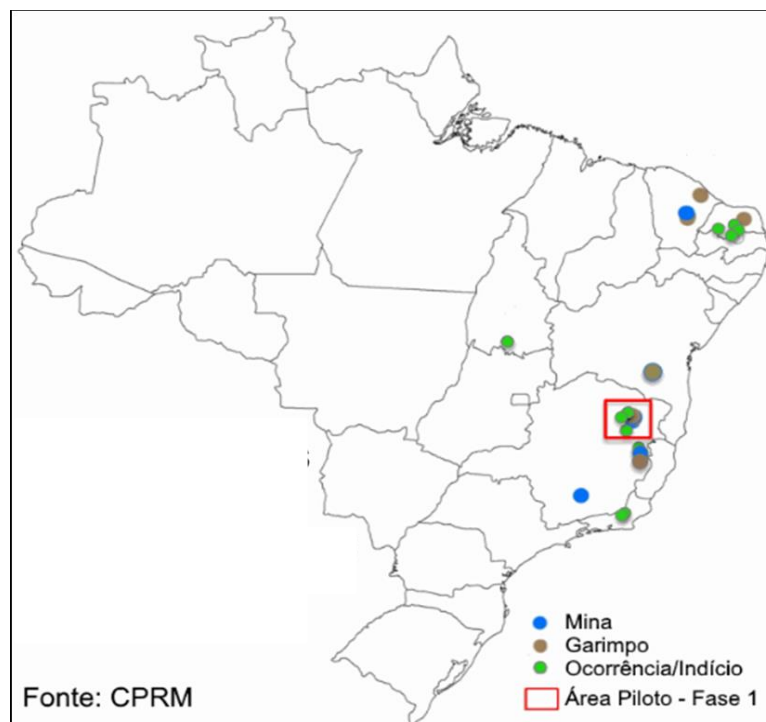 Mina
Garimpo
Ocorrência/Indício
Fonte: CPRM
Área Piloto - Fase 1